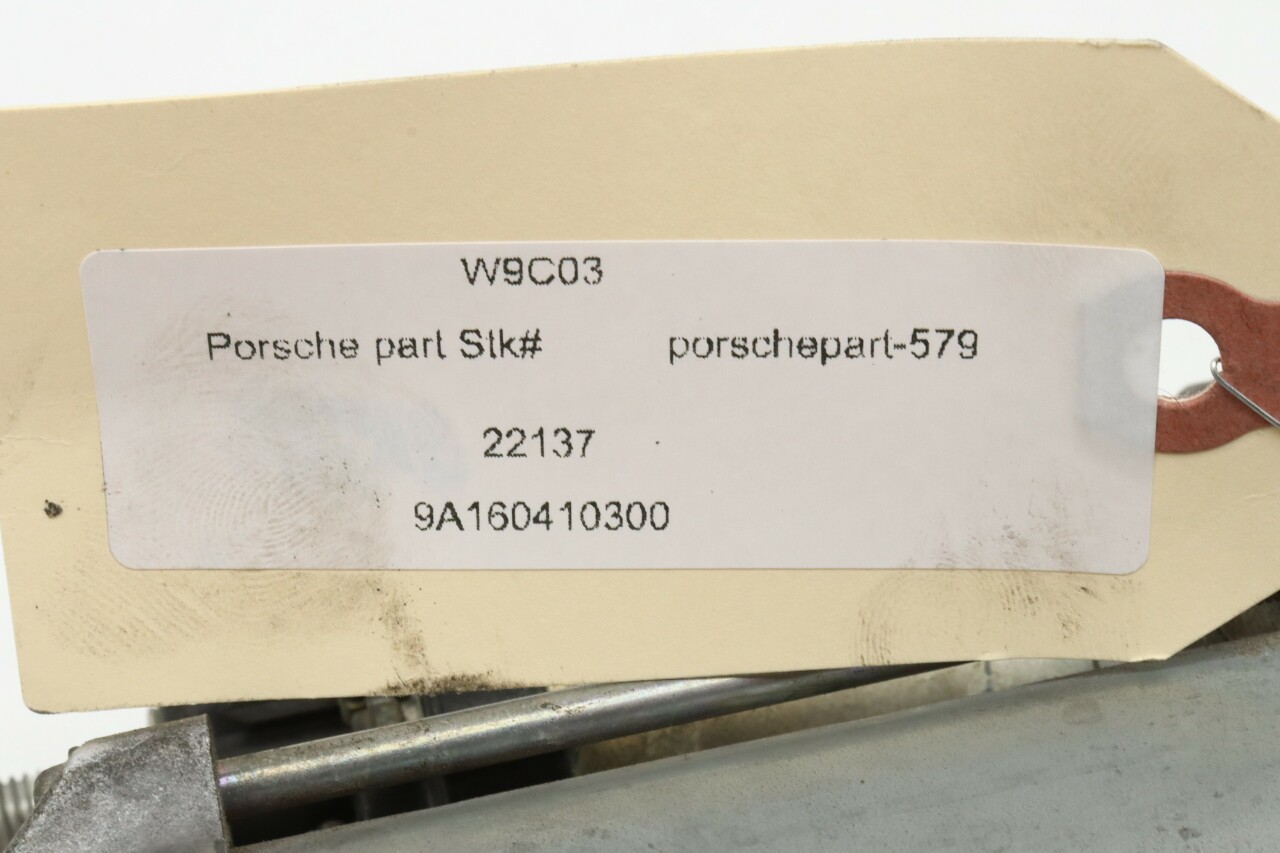 W9C03
Porsche part Stk# porschepart-579
22137
9A160410300